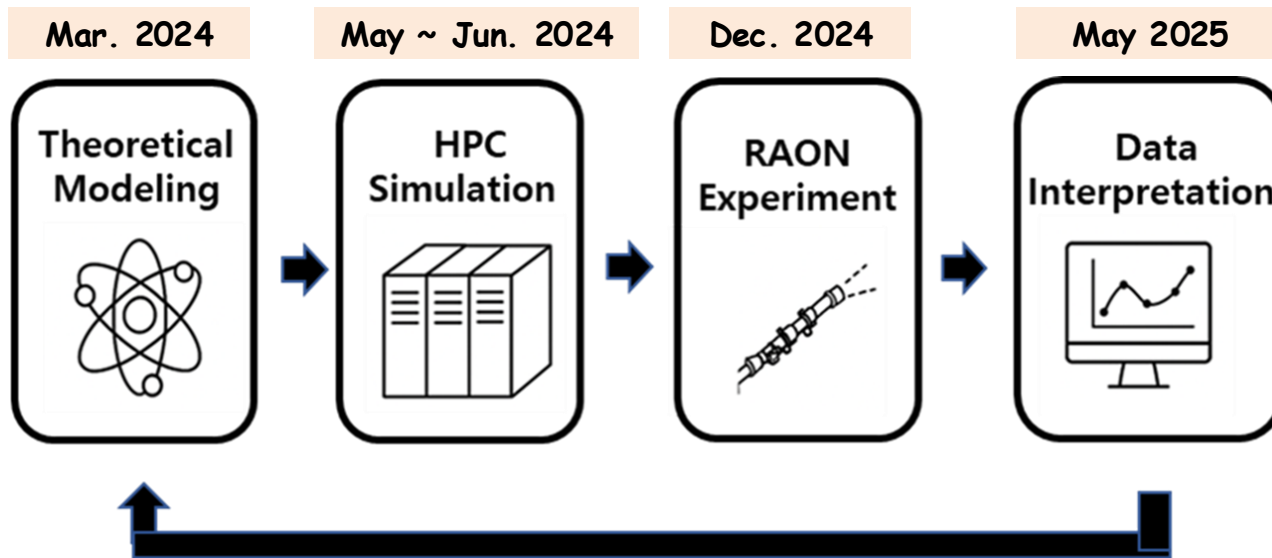 Mar. 2024
May ~ Jun. 2024
Dec. 2024
May 2025
Theoretical
Modeling
HPC
Simulation
RAON
Experiment
Data
Interpretation